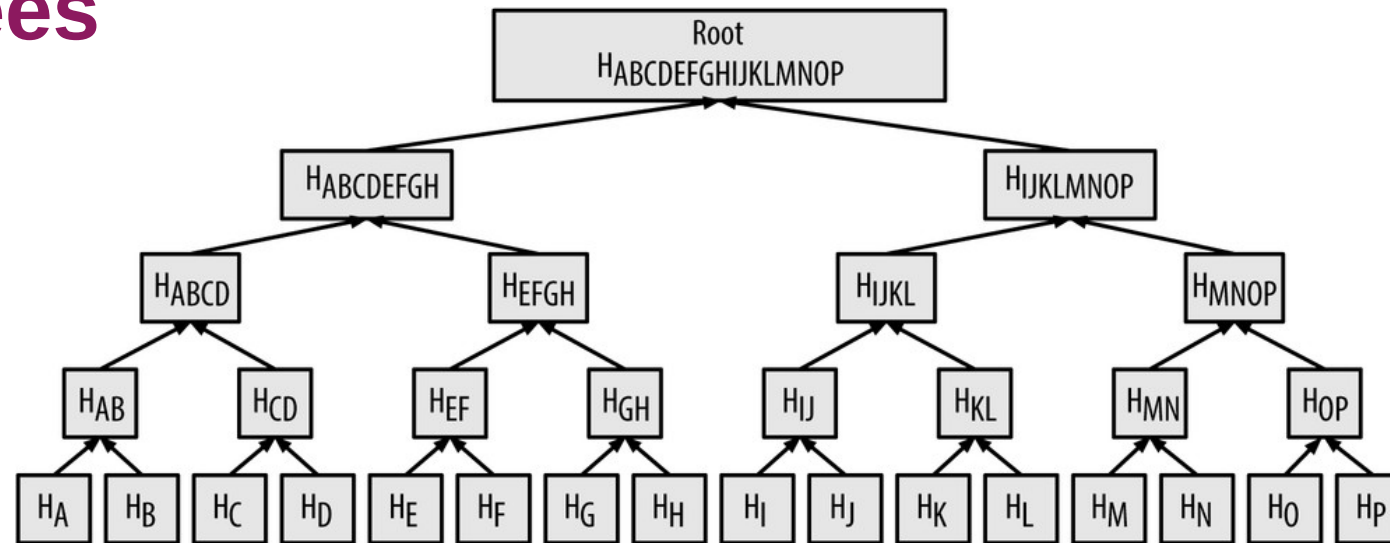 ees
Root
HABCDEFGHIJKLMNOP
HABCDEFGH
HIJKLMNOP
HABCD
HEFGH
HIJKL
HMNOP
HAB
HCD
HEF
HGH
HIJ
HKL
HMN
HOP
HA
HB
HC
HD
HE
HF
HG
HH
HI
HJ
HK
HL
HM
HN
HO
HP